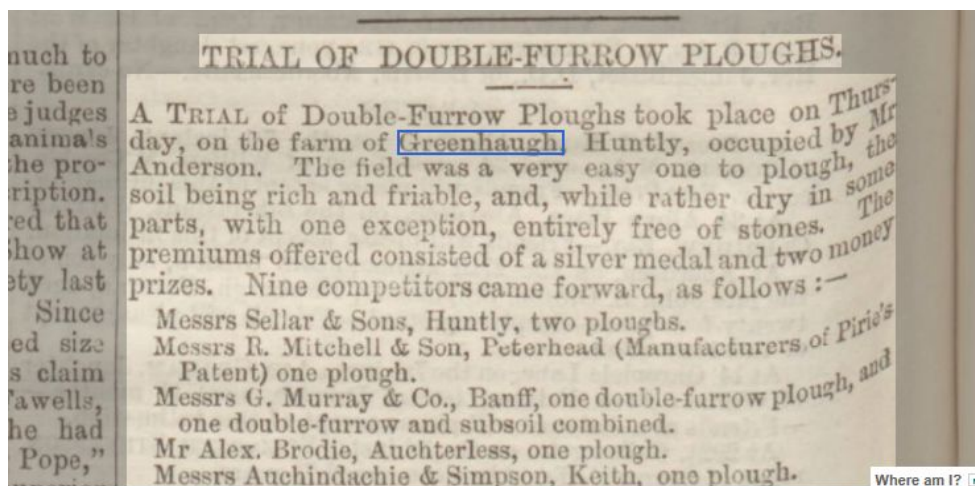 much to
re been
e judges
anima's
the pro-
cription.
red that
Show at
ety last
Since
ed size
s claim
Tawells,
he had
Pope,"
TRIAL OF DOUBLE-FURROW PLOUGHS.
A TRIAL of Double-Furrow Ploughs took place on Thurs-
day, on the farm of Greenhaugh, Huntly, occupied by Mr
Anderson. The field was a very easy one to plough, the
soil being rich and friable, and, while rather dry in some
parts, with one exception, entirely free of stones. The
premiums offered consisted of a silver medal and two money
prizes. Nine competitors came forward, as follows :—
Messrs Sellar & Sons, Huntly, two ploughs.
Messrs R. Mitchell & Son, Peterhead (Manufacturers of Pirie's
Patent) one plough.
Messrs G. Murray & Co., Banff, one double-furrow plough, and
one double-furrow and subsoil combined.
Mr Alex. Brodie, Auchterless, one plough.
Messrs Auchindachie & Simpson, Keith, one plough.
Where am I?